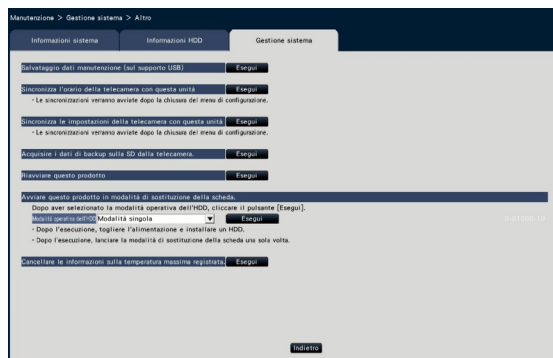 Manutenzione > Gestione sistema > Altro
Informazioni sistema
Informazioni HDD
Gestione sistema
Salvataggio dati manutenzione (sul supporto USB) Esegui
Sincronizza l'orario della telecamera con questa unità Esegui
・Le sincronizzazioni verranno avviate dopo la chiusura del menu di configurazione.
Sincronizza le impostazioni della telecamera con questa unità Esegui
・Le sincronizzazioni verranno avviate dopo la chiusura del menu di configurazione.
Acquisire i dati di backup sulla SD dalla telecamera. Esegui
Riavviare questo prodotto Esegui
Avviare questo prodotto in modalità di sostituzione della scheda.
Dopo aver selezionato la modalità operativa dell'HDD, cliccare il pulsante [Esegui].
Modalità operativa dell'HDD Modalità singola Esegui
・Dopo l'esecuzione, togliere l'alimentazione e installare un HDD.
・Dopo l'esecuzione, lanciare la modalità di sostituzione della scheda una sola volta.
Cancellare le informazioni sulla temperatura massima registrata. Esegui
Indietro